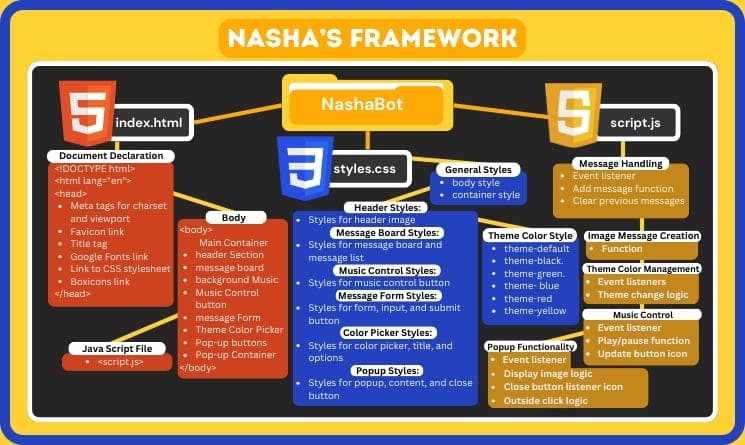 NASHA'S FRAMEWORK
NashaBot
index.html
Document Declaration
<!DOCTYPE html>
<html lang="en">
<head>
• Meta tags for charset
and viewport
• Favicon link
• Title tag
• Google Fonts link
• Link to CSS stylesheet
• Boxicons link
</head>
Body
<body>
Main Container
• header Section
• message board
• background Music
• Music Control
button
• message Form
• Theme Color Picker
• Pop-up buttons
• Pop-up Container
</body>
Java Script File
• <script.js>
styles.css
General Styles
• body style
• container style
Header Styles:
• Styles for header image
Message Board Styles:
• Styles for message board and
message list
Music Control Styles:
• Styles for music control button
Message Form Styles:
• Styles for form, input, and submit
button
Color Picker Styles:
• Styles for color picker, title, and
options
Popup Styles:
• Styles for popup, content, and close
button
Theme Color Style
• theme-default
• theme-black.
• theme-green.
• theme- blue
• theme-red
• theme-yellow
script.js
Message Handling
• Event listener
• Add message function
• Clear previous messages
Image Message Creation
• Function
Theme Color Management
• Event listeners
• Theme change logic
Music Control
• Event listener
• Play/pause function
• Update button icon
Popup Functionality
• Event listener
• Display image logic
• Close button listener icon
• Outside click logic